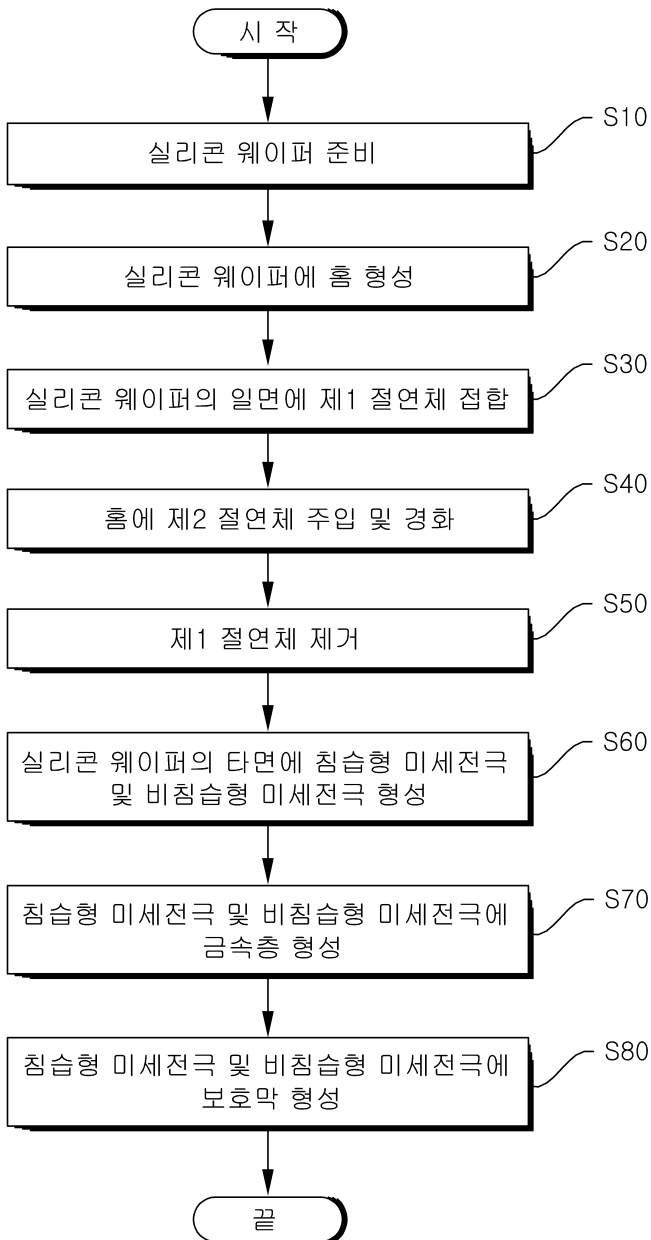 시 작
실리콘 웨이퍼 준비
S10
실리콘 웨이퍼에 홈 형성
S20
실리콘 웨이퍼의 일면에 제1 절연체 접합
S30
홈에 제2 절연체 주입 및 경화
S40
제1 절연체 제거
S50
실리콘 웨이퍼의 타면에 침습형 미세전극
및 비침습형 미세전극 형성
S60
침습형 미세전극 및 비침습형 미세전극에
금속층 형성
S70
침습형 미세전극 및 비침습형 미세전극에
보호막 형성
S80
끝